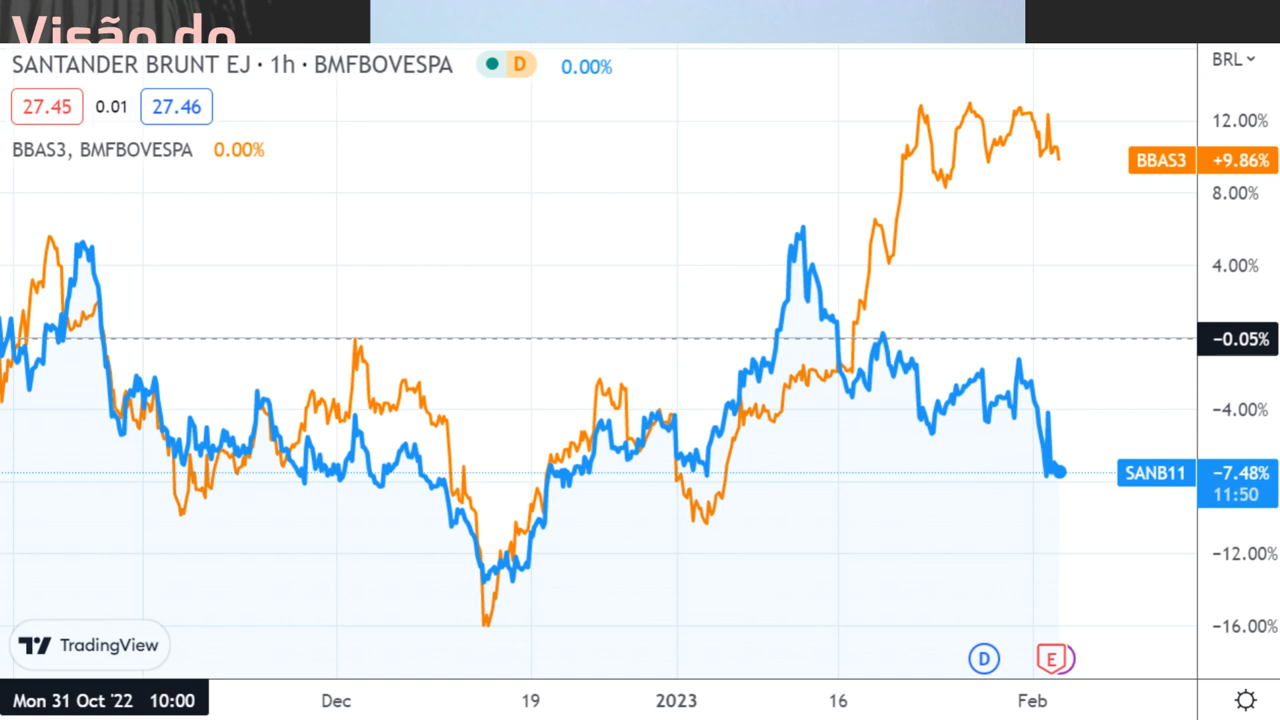 Visão do
SANTANDER BRUNT EJ · 1h · BMFBOVESPA D 0.00%
BRL
27.45 0.01 27.46
BBAS3, BMFBOVESPA 0.00%
12.00%
BBAS3 +9.86%
8.00%
4.00%
−0.05%
−4.00%
SANB11 −7.48%
11:50
−12.00%
−16.00%
TradingView
D E
Mon 31 Oct '22 10:00 Dec 19 2023 16 Feb